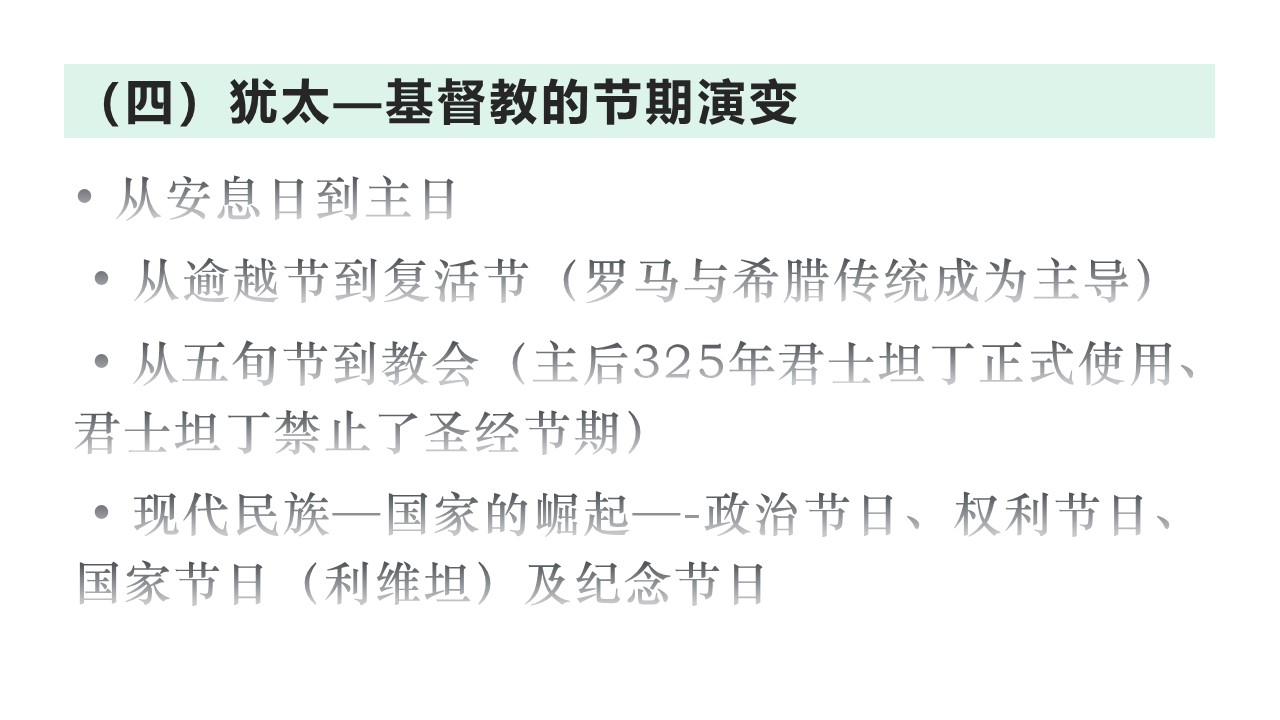 （四）犹太—基督教的节期演变
• 从安息日到主日
• 从逾越节到复活节（罗马与希腊传统成为主导）
• 从五旬节到教会（主后325年君士坦丁正式使用、
君士坦丁禁止了圣经节期）
• 现代民族—国家的崛起—-政治节日、权利节日、
国家节日（利维坦）及纪念节日